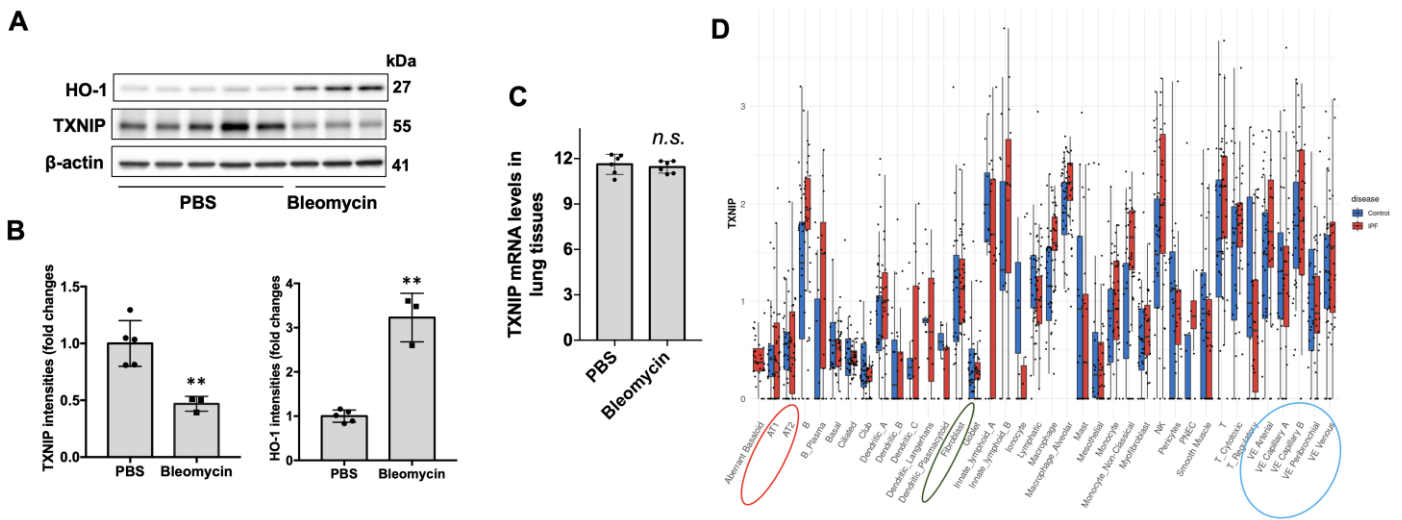 A
kDa
HO-1
27
TXNIP
55
β-actin
41
PBS
Bleomycin
B
TXNIP intensities (fold changes)
1.5
1.0
0.5
0.0
**
PBS
Bleomycin
HO-1 intensities (fold changes)
4
3
2
1
0
**
PBS
Bleomycin
C
TXNIP mRNA levels in
lung tissues
12
9
6
3
0
n.s.
PBS
Bleomycin
D
TXNIP
3
2
1
0
Aberrant Basaloid
AT1
AT2
B
B_Plasma
Basal
Ciliated
Club
Dendritic_A
Dendritic_B
Dendritic_C
Dendritic_Langerhans
Dendritic_Plasmacytoid
Fibroblast
Goblet
Innate_lymphoid_A
Innate_lymphoid_B
Ionocyte
Lymphatic
Macrophage
Macrophage_Alveolar
Mast
Mesothelial
Monocyte
Monocyte_Non-Classical
Myofibroblast
NK
Pericytes
PNEC
Smooth Muscle
T
T_Cytotoxic
T_Regulatory
VE Arterial
VE Capillary A
VE Capillary B
VE Peribronchial
VE Venous
disease
Control
IPF